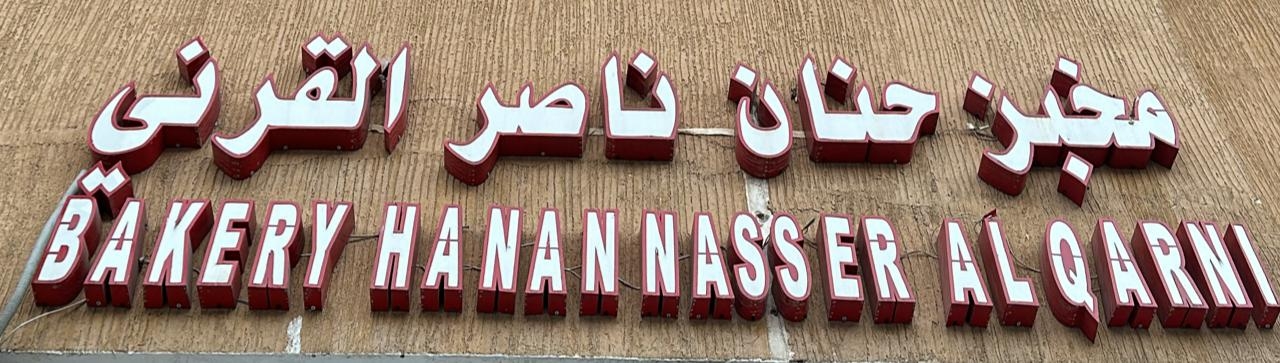 مخبز حنان ناصر القرني
BAKERY HANAN NASSER AL QARNI